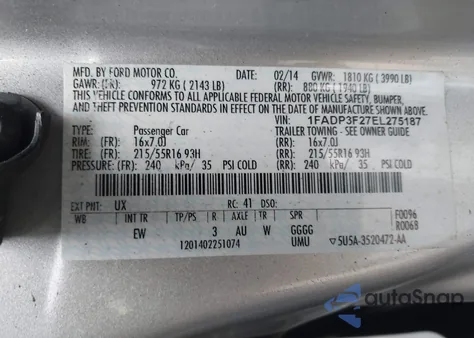 MFD. BY FORD MOTOR CO. DATE: 02/14 GVWR: 1810 KG ( 3990 LB)
GAWR: (FR) 972 KG ( 2143 LB) (RR) 880 KG ( 1940 LB)
THIS VEHICLE CONFORMS TO ALL APPLICABLE FEDERAL MOTOR VEHICLE SAFETY, BUMPER,
AND THEFT PREVENTION STANDARDS IN EFFECT ON THE DATE OF MANUFACTURE SHOWN ABOVE.
VIN: 1FADP3F27EL275187
TYPE: Passenger Car TRAILER TOWING - SEE OWNER GUIDE
RIM: (FR): 16x7.0J (RR): 16x7.0J
TIRE: (FR): 215/55R16 93H (RR): 215/55R16 93H
PRESSURE: (FR): 240 kPa/ 35 PSI COLD (RR): 240 kPa/ 35 PSI COLD
EXT PNT: UX RC: 41 DSO: F0096
WB INT TR TP/PS R AXLE TR SPR R006B
EW 3 AU W GGGG
1201402251074 UMU 5U5A-3520472-AA
autoSnap